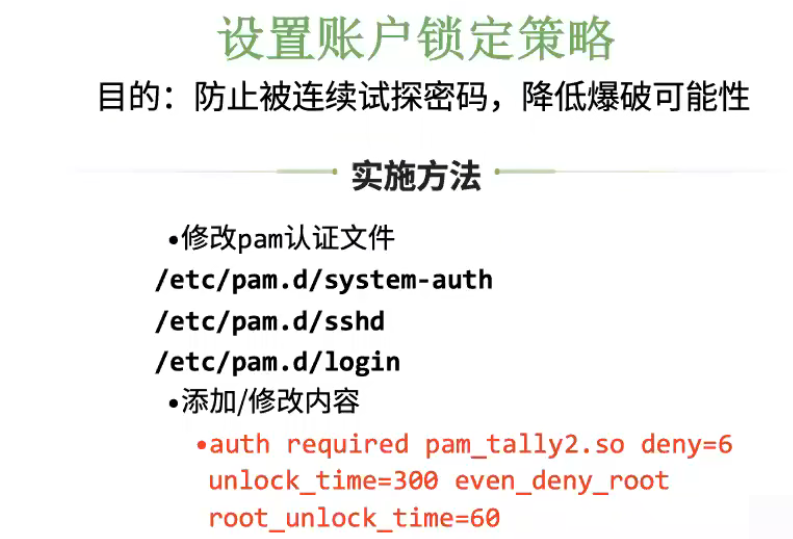 设置账户锁定策略
目的：防止被连续试探密码，降低爆破可能性
实施方法
•修改pam认证文件
/etc/pam.d/system-auth
/etc/pam.d/sshd
/etc/pam.d/login
•添加/修改内容
•auth required pam_tally2.so deny=6
unlock_time=300 even_deny_root
root_unlock_time=60